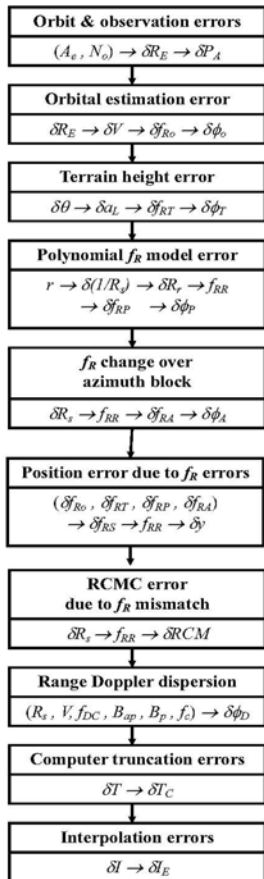 Orbit & observation errors
(A_e , N_o) → δR_E → δP_A
Orbital estimation error
δR_E → δV → δf_Ro → δϕ_o
Terrain height error
δθ → δa_L → δf_RT → δϕ_T
Polynomial f_R model error
r → δ(1/R_s) → δR_r → f_RR
→ δf_RP → δϕ_P
f_R change over
azimuth block
δR_s → f_RR → δf_RA → δϕ_A
Position error due to f_R errors
(δf_Ro , δf_RT , δf_RP , δf_RA)
→ δf_RS → f_RR → δy
RCMC error
due to f_R mismatch
δR_s → f_RR → δRCM
Range Doppler dispersion
(R_s , V, f_DC, B_ap, B_p, f_c) → δϕ_D
Computer truncation errors
δT → δT_C
Interpolation errors
δI → δI_E